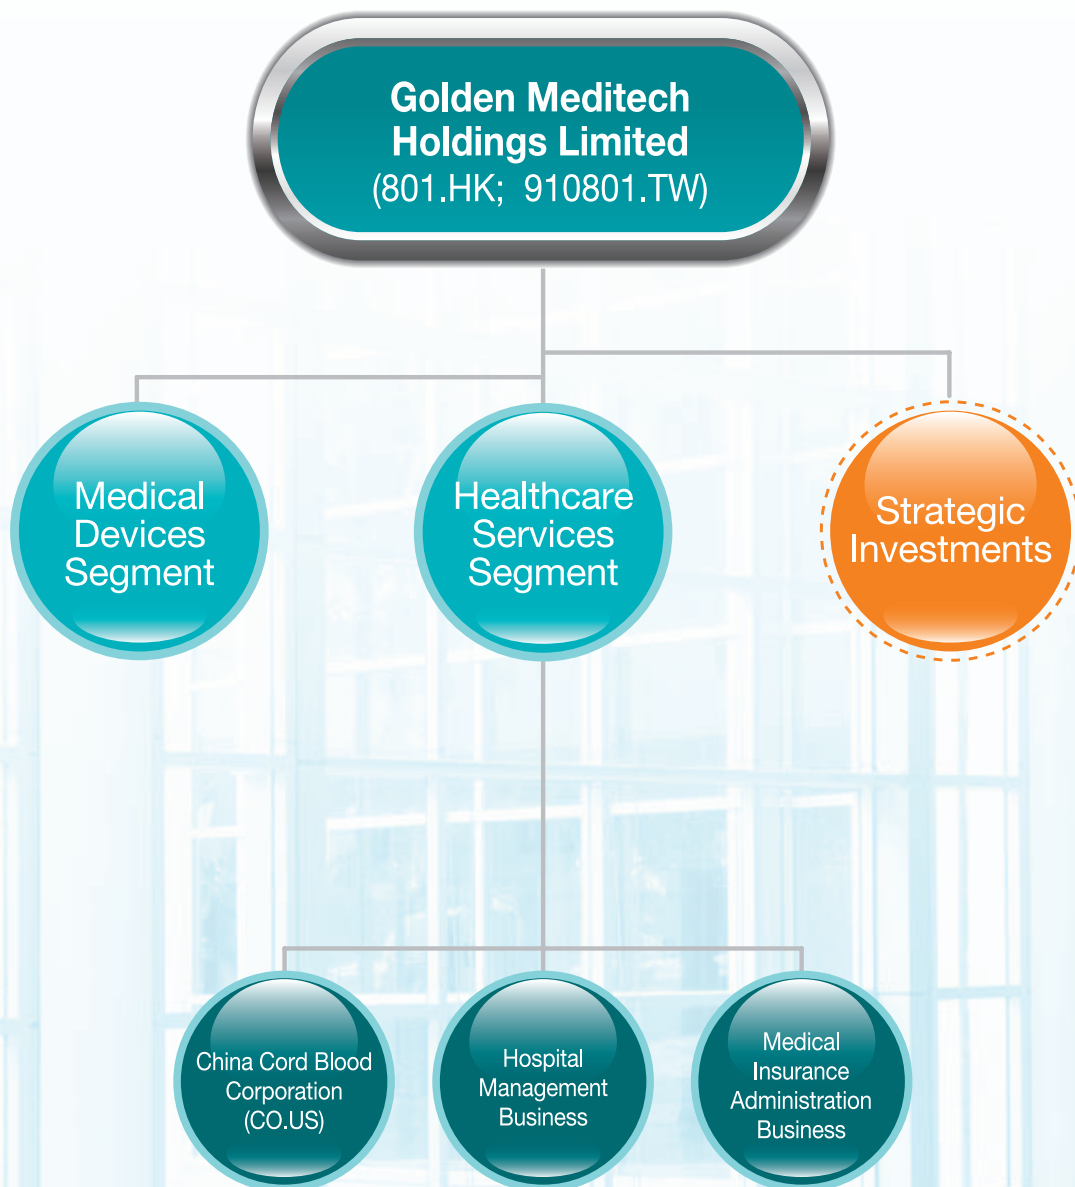 Golden Meditech
Holdings Limited
(801.HK; 910801.TW)
Medical
Devices
Segment
Healthcare
Services
Segment
Strategic
Investments
China Cord Blood
Corporation
(CO.US)
Hospital
Management
Business
Medical
Insurance
Administration
Business